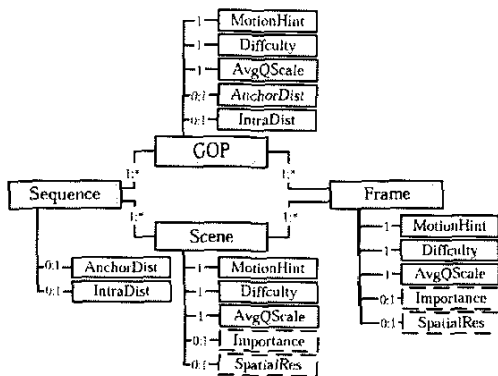 1 MotionHint
1 Diffculty
1 AvgQScale
0:1 AnchorDist
0:1 IntraDist
GOP
1:* 1:*
Sequence Frame
1:* 1:*
Scene
0:1 AnchorDist
0:1 IntraDist
1 MotionHint
1 Diffculty
1 AvgQScale
0:1 Importance
0:1 SpatialRes
1 MotionHint
1 Diffculty
1 AvgQScale
0:1 Importance
0:1 SpatialRes